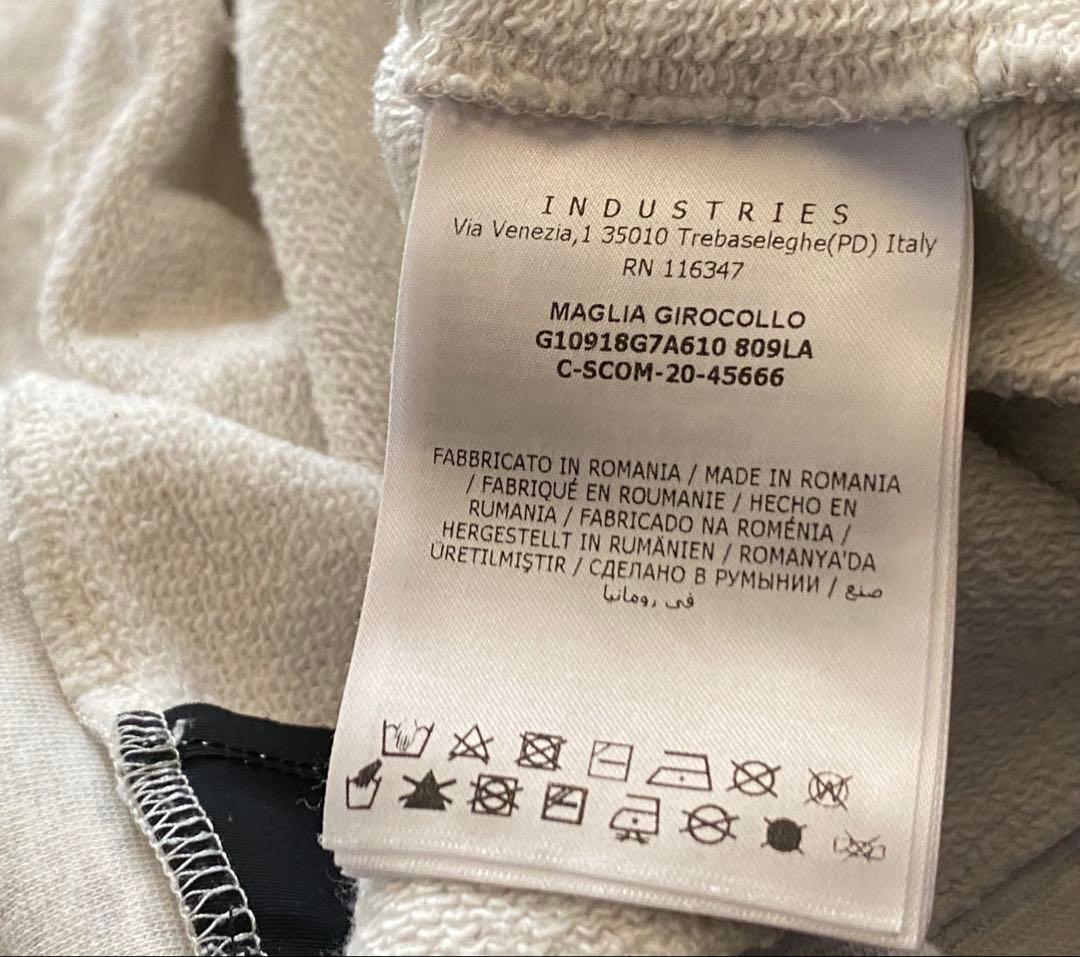 INDUSTRIES
Via Venezia,1 35010 Trebaseleghe(PD) Italy
RN 116347
MAGLIA GIROCOLLO
G10918G7A610 809LA
C-SCOM-20-45666
FABBRICATO IN ROMANIA / MADE IN ROMANIA
/ FABRIQUÉ EN ROUMANIE / HECHO EN
RUMANIA / FABRICADO NA ROMÉNIA /
HERGESTELLT IN RUMÄNIEN / ROMANYA'DA
ÜRETILMIŞTIR / СДЕЛАНО В РУМЫНИИ / صنع
في رومانيا